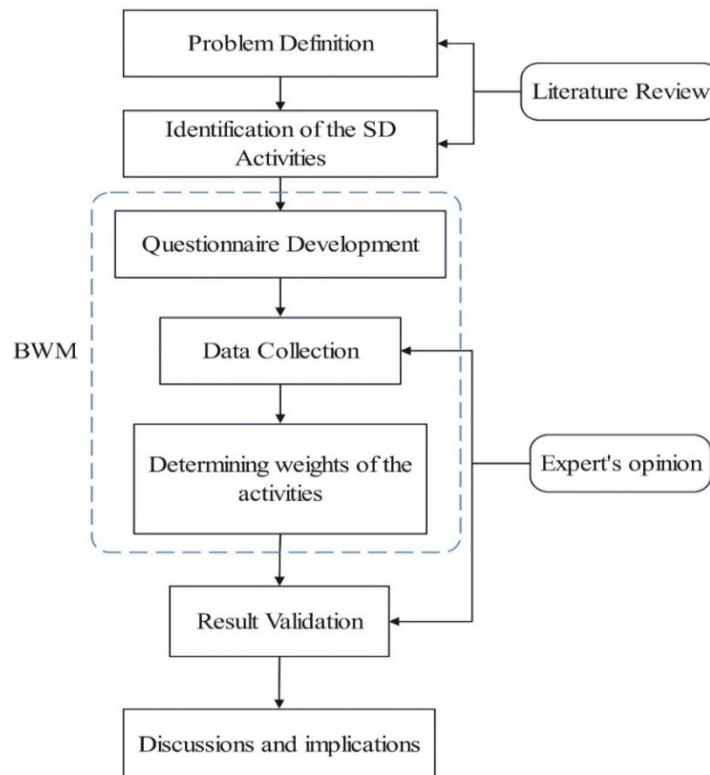 Problem Definition
Literature Review
Identification of the SD
Activities
Questionnaire Development
BWM
Data Collection
Determining weights of the
activities
Expert's opinion
Result Validation
Discussions and implications